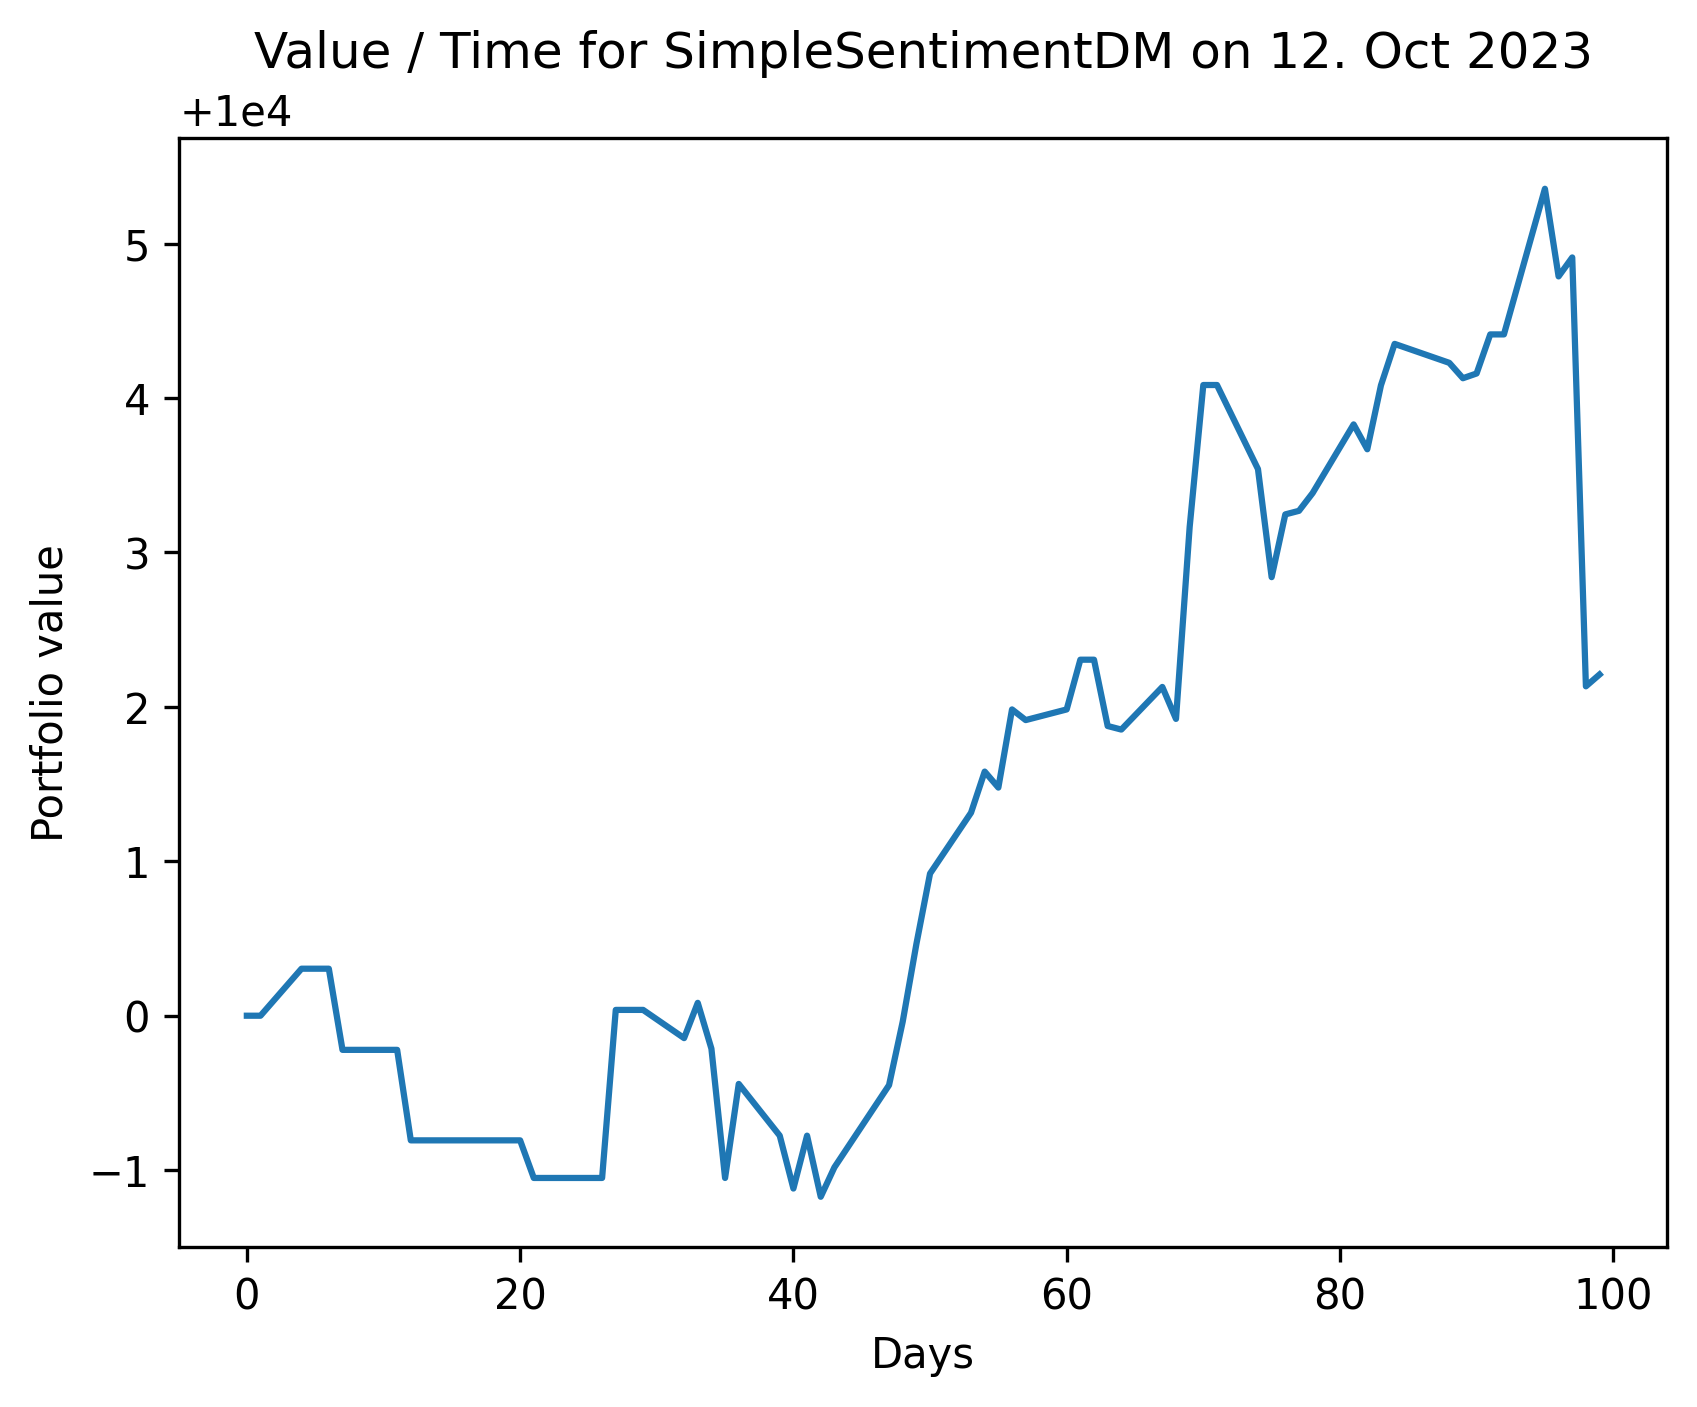 Value / Time for SimpleSentimentDM on 12. Oct 2023
+1e4
5
4
3
2
1
0
−1
Portfolio value
0 20 40 60 80 100
Days